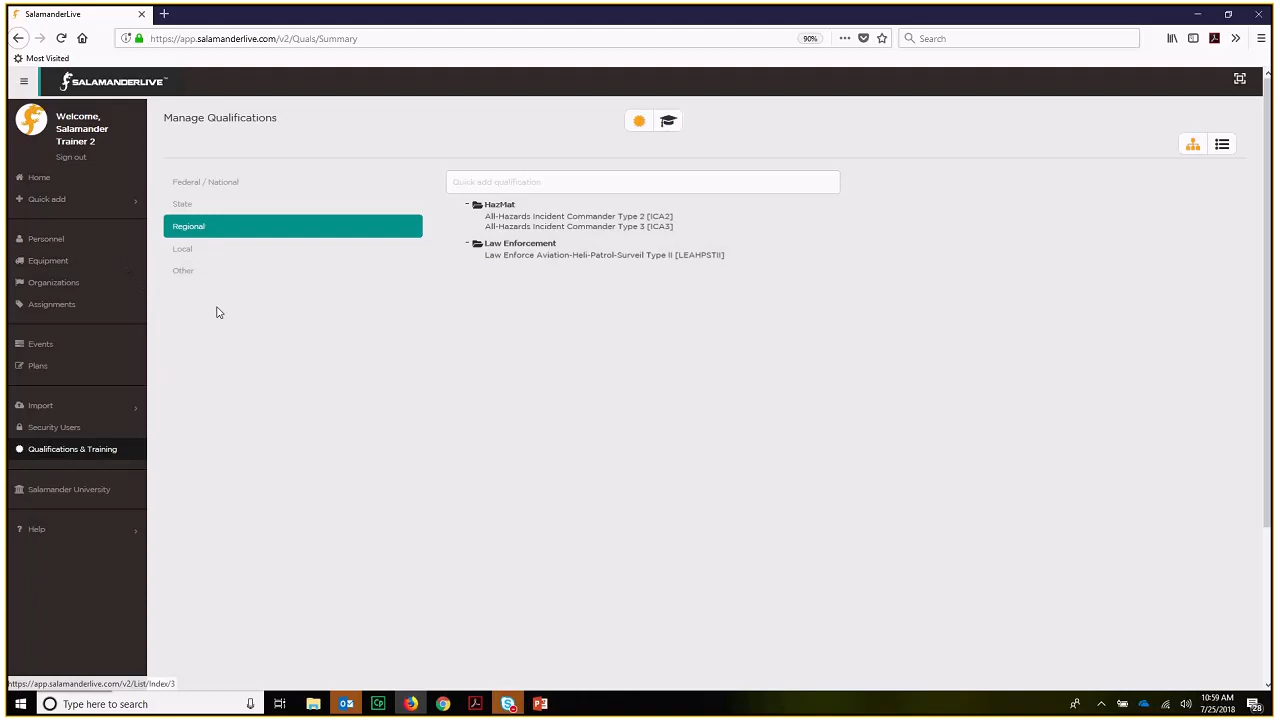 SalamanderLive
https://app.salamanderlive.com/v2/Quals/Summary
90%
Search
Most Visited
SALAMANDERLIVE™
Welcome,
Salamander
Trainer 2
Sign out
Home
Quick add
Personnel
Equipment
Organizations
Assignments
Events
Plans
Import
Security Users
Qualifications & Training
Salamander University
Help
Manage Qualifications
Federal / National
State
Regional
Local
Other
Quick add qualification
HazMat
All-Hazards Incident Commander Type 2 [ICA2]
All-Hazards Incident Commander Type 3 [ICA3]
Law Enforcement
Law Enforce Aviation-Heli-Patrol-Surveil Type II [LEAHPSTII]
https://app.salamanderlive.com/v2/List/Index/3
Type here to search
10:59 AM
7/25/2018
28